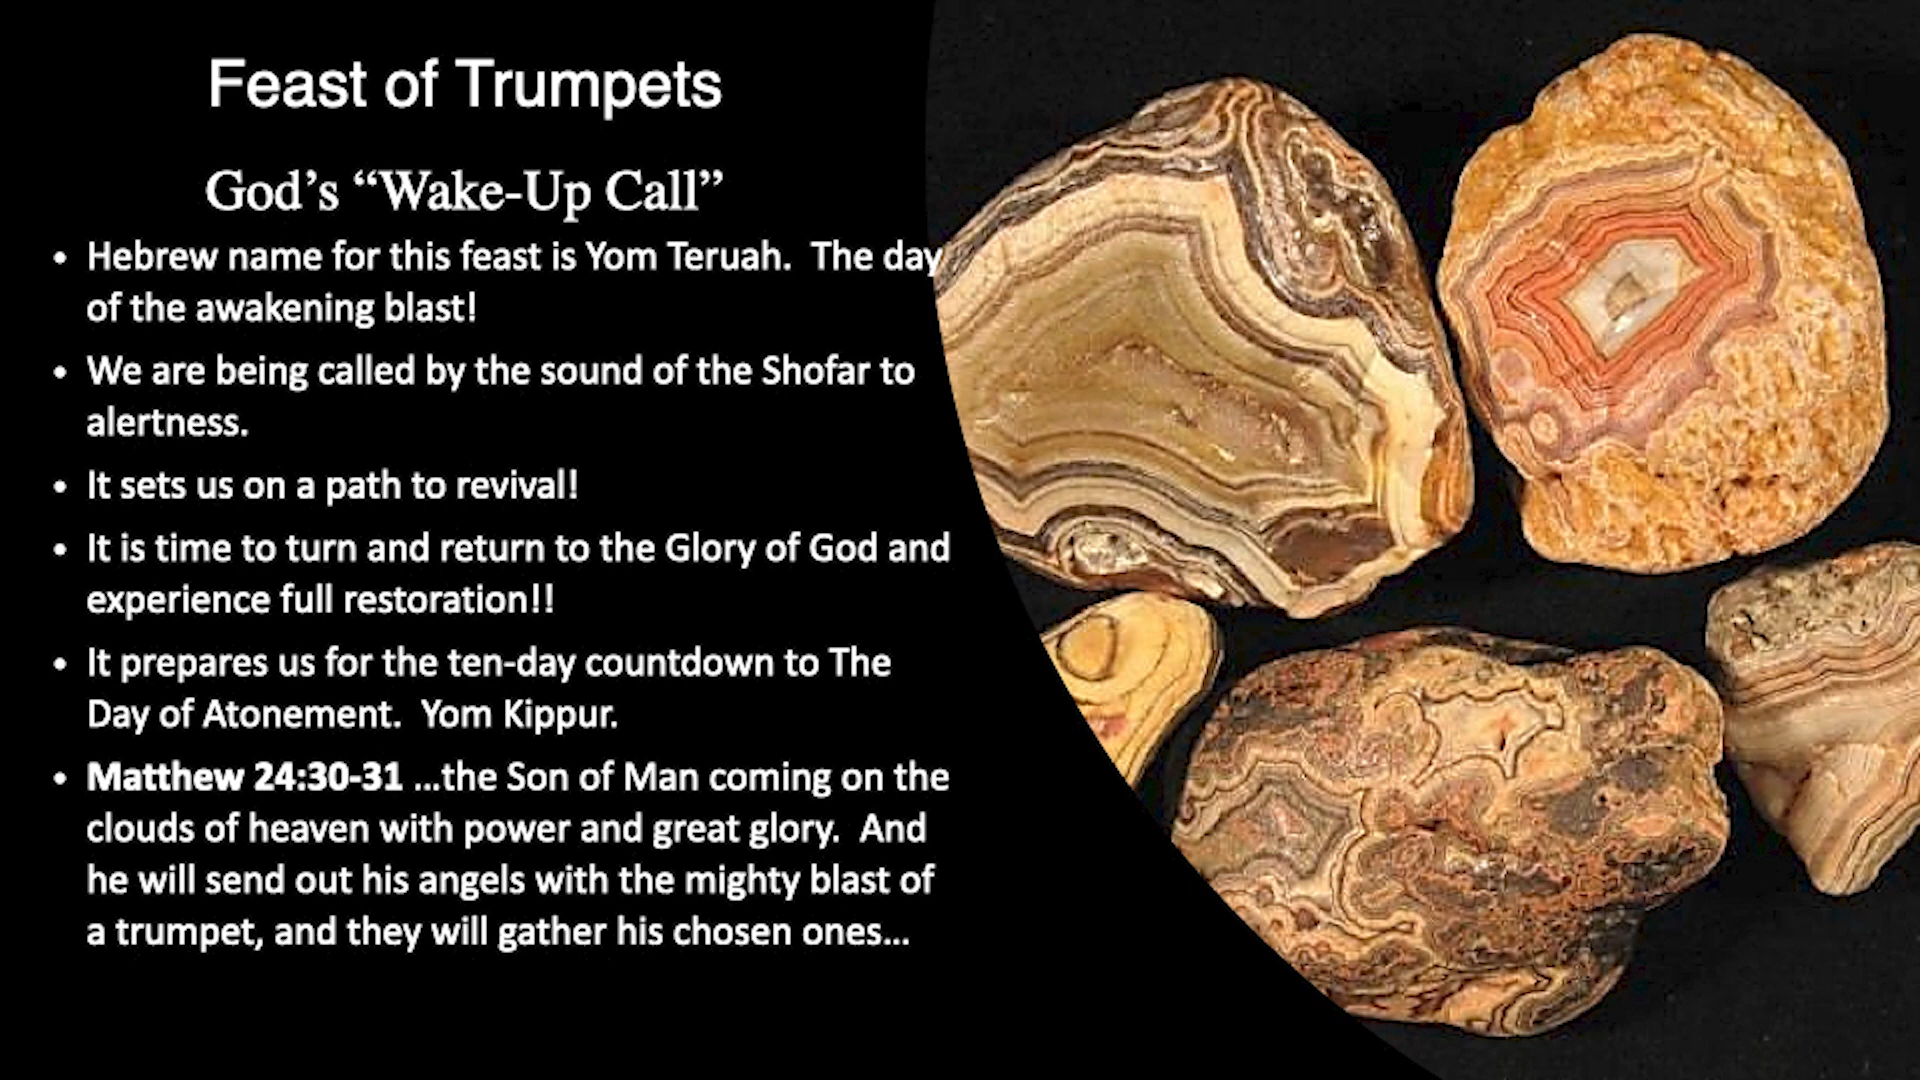 Feast of Trumpets
God's “Wake-Up Call”
• Hebrew name for this feast is Yom Teruah.  The day
of the awakening blast!
• We are being called by the sound of the Shofar to
alertness.
• It sets us on a path to revival!
• It is time to turn and return to the Glory of God and
experience full restoration!!
• It prepares us for the ten-day countdown to The
Day of Atonement.  Yom Kippur.
• Matthew 24:30-31 ...the Son of Man coming on the
clouds of heaven with power and great glory.  And
he will send out his angels with the mighty blast of
a trumpet, and they will gather his chosen ones...